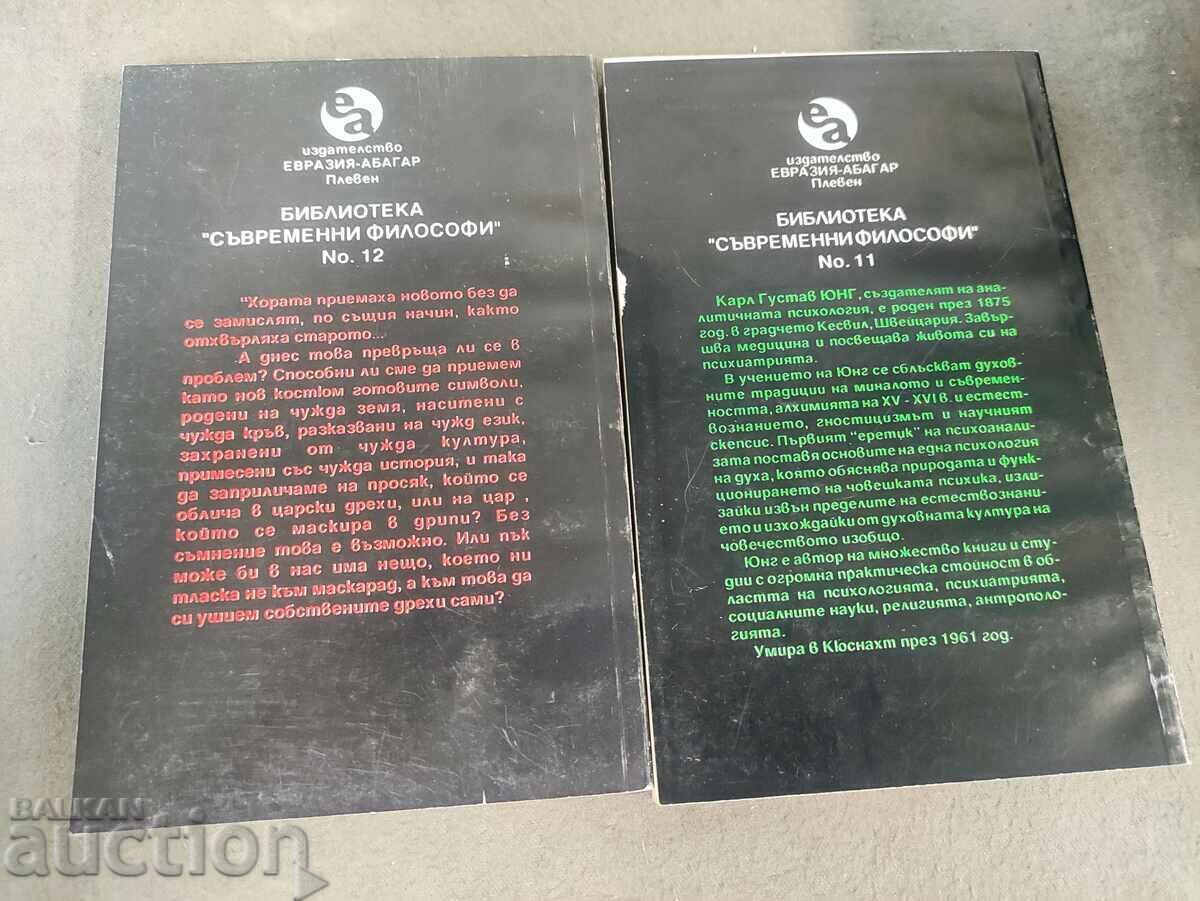 еа
издателство
ЕВРАЗИЯ-АБАГАР
Плевен
БИБЛИОТЕКА
"СЪВРЕМЕННИ ФИЛОСОФИ"
No. 12
"Хората приемаха новото без да
се замислят, по същия начин, както
отхвърляха старото...
А днес това превръща ли се в
проблем? Способни ли сме да приемем
като нов костюм готовите символи,
родени на чужда земя, наситени с
чужда кръв, разказвани на чужд език,
захранени от чужда култура,
примесени със чужда история, и така
да заприличаме на просяк, който се
облича в царски дрехи, или на цар ,
който се маскира в дрипи? Без
съмнение това е възможно. Или пък
може би в нас има нещо, което ни
тласка не към маскарад, а към това да
си ушием собствените дрехи сами?
еа
издателство
ЕВРАЗИЯ-АБАГАР
Плевен
БИБЛИОТЕКА
"СЪВРЕМЕННИ ФИЛОСОФИ"
No. 11
Карл Густав ЮНГ, създателят на ана-
литичната психология, е роден през 1875
год. в градчето Кесвил, Швейцария. Завър-
шва медицина и посвещава живота си на
психиатрията.
В учението на Юнг се сблъскват духов-
ните традиции на миналото и съвремен-
ността, алхимията на XV - XVI в. и естест-
вознанието, гностицизмът и научният
скепсис. Първият "еретик" на психоанали-
зата поставя основите на една психология
на духа, която обяснява природата и функ-
ционирането на човешката психика, изли-
зайки извън пределите на естествознани-
ето и изхождайки от духовната култура на
човечеството изобщо.
Юнг е автор на множество книги и сту-
дии с огромна практическа стойност в об-
ластта на психологията, психиатрията,
социалните науки, религията, антрополо-
гията.
Умира в Кюснахт през 1961 год.
BALKAN
auction